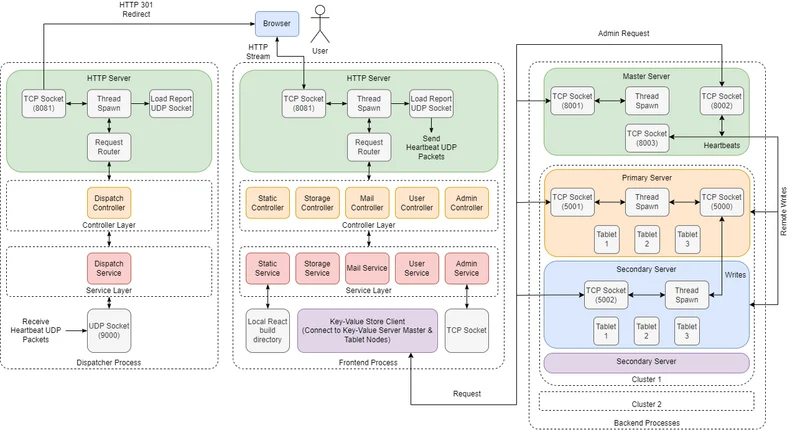 HTTP 301
Redirect
Browser
User
HTTP
Stream
HTTP Server
TCP Socket
(8081)
Thread
Spawn
Load Report
UDP Socket
Request
Router
Dispatch
Controller
Controller Layer
Dispatch
Service
Service Layer
Receive
Heartbeat UDP
Packets
UDP Socket
(9000)
Dispatcher Process
HTTP Server
TCP Socket
(8081)
Thread
Spawn
Load Report
UDP Socket
Send
Heartbeat UDP
Packets
Request
Router
Static
Controller
Storage
Controller
Mail
Controller
User
Controller
Admin
Controller
Controller Layer
Static
Service
Storage
Service
Mail Service
User
Service
Admin
Service
Service Layer
Local React
build
directory
Key-Value Store Client
(Connect to Key-Value Server Master &
Tablet Nodes)
TCP Socket
Frontend Process
Request
Admin Request
Master Server
TCP Socket
(8001)
Thread
Spawn
TCP Socket
(8002)
TCP Socket
(8003)
Heartbeats
Primary Server
TCP Socket
(5001)
Thread
Spawn
TCP Socket
(5000)
Tablet
1
Tablet
2
Tablet
3
Remote Writes
Secondary Server
Writes
TCP Socket
(5002)
Thread
Spawn
Tablet
1
Tablet
2
Tablet
3
Secondary Server
Cluster 1
Cluster 2
Backend Processes